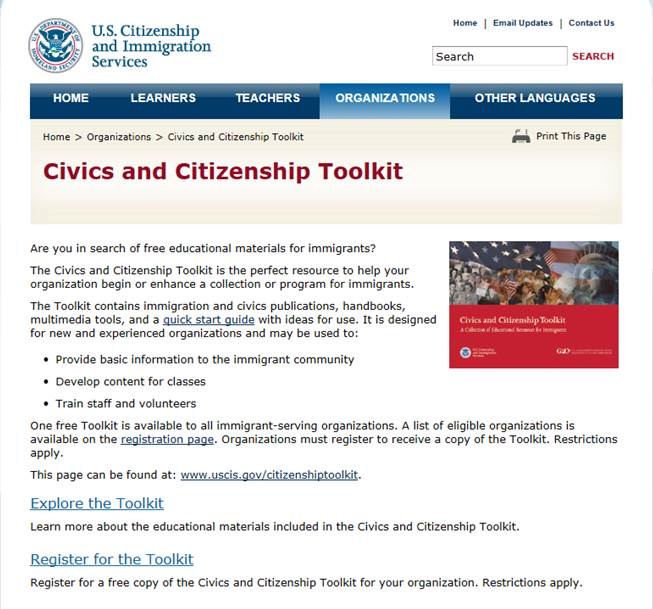 Home | Email Updates | Contact Us
U.S. DEPARTMENT OF HOMELAND SECURITY
U.S. Citizenship
and Immigration
Services
Search SEARCH
HOME LEARNERS TEACHERS ORGANIZATIONS OTHER LANGUAGES
Home > Organizations > Civics and Citizenship Toolkit Print This Page
Civics and Citizenship Toolkit
Are you in search of free educational materials for immigrants?
The Civics and Citizenship Toolkit is the perfect resource to help your
organization begin or enhance a collection or program for immigrants.
The Toolkit contains immigration and civics publications, handbooks,
multimedia tools, and a quick start guide with ideas for use. It is designed
for new and experienced organizations and may be used to:
• Provide basic information to the immigrant community
• Develop content for classes
• Train staff and volunteers
Civics and Citizenship Toolkit
A Collection of Educational Resources for Immigrants
U.S. Citizenship
and Immigration
Services
GPO
One free Toolkit is available to all immigrant-serving organizations. A list of eligible organizations is
available on the registration page. Organizations must register to receive a copy of the Toolkit. Restrictions
apply.
This page can be found at: www.uscis.gov/citizenshiptoolkit.
Explore the Toolkit
Learn more about the educational materials included in the Civics and Citizenship Toolkit.
Register for the Toolkit
Register for a free copy of the Civics and Citizenship Toolkit for your organization. Restrictions apply.